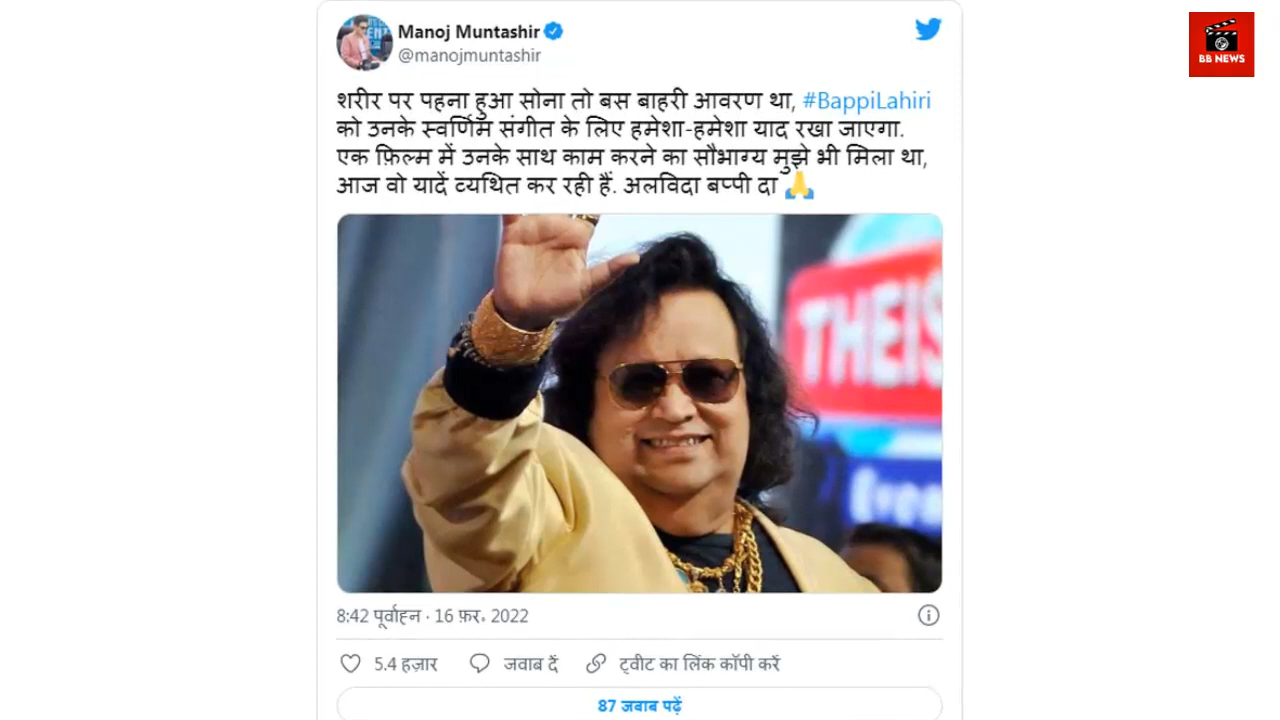 Manoj Muntashir
@manojmuntashir
BB NEWS
शरीर पर पहना हुआ सोना तो बस बाहरी आवरण था, #BappiLahiri
को उनके स्वर्णिम संगीत के लिए हमेशा-हमेशा याद रखा जाएगा.
एक फ़िल्म में उनके साथ काम करने का सौभाग्य मुझे भी मिला था,
आज वो यादें व्यथित कर रही हैं. अलविदा बप्पी दा 🙏
THEIS
8:42 पूर्वाह्न · 16 फ़र॰ 2022
5.4 हज़ार जवाब दें ट्वीट का लिंक कॉपी करें
87 जवाब पढ़ें